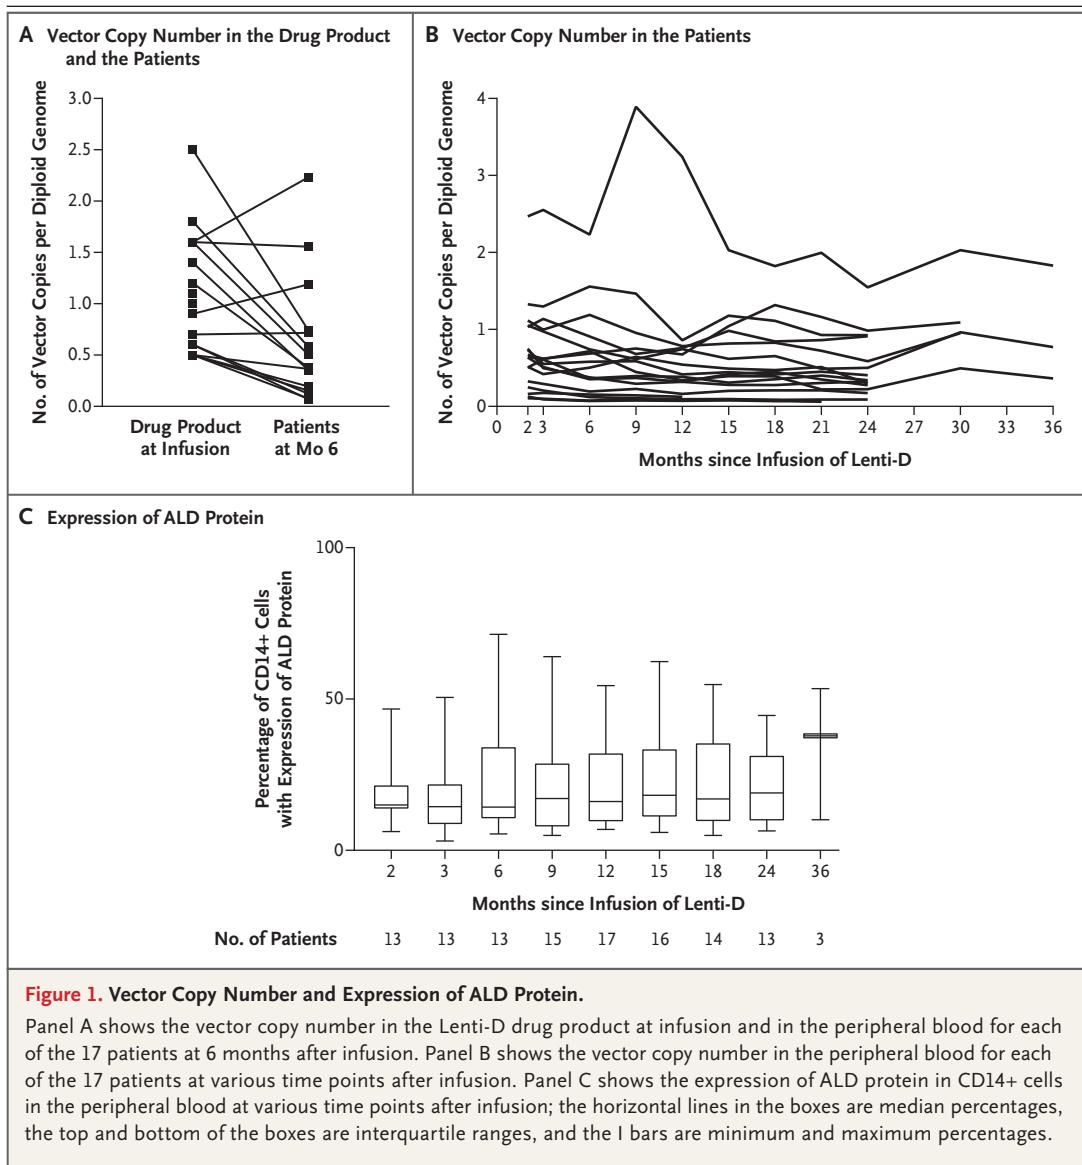 A Vector Copy Number in the Drug Product
and the Patients
No. of Vector Copies per Diploid Genome
3.0
2.5
2.0
1.5
1.0
0.5
0.0
Drug Product
at Infusion
Patients
at Mo 6
B Vector Copy Number in the Patients
No. of Vector Copies per Diploid Genome
4
3
2
1
0
0 2 3 6 9 12 15 18 21 24 27 30 33 36
Months since Infusion of Lenti-D
C Expression of ALD Protein
Percentage of CD14+ Cells
with Expression of ALD Protein
100
50
0
2 3 6 9 12 15 18 24 36
Months since Infusion of Lenti-D
No. of Patients 13 13 13 15 17 16 14 13 3
Figure 1. Vector Copy Number and Expression of ALD Protein.
Panel A shows the vector copy number in the Lenti-D drug product at infusion and in the peripheral blood for each
of the 17 patients at 6 months after infusion. Panel B shows the vector copy number in the peripheral blood for each
of the 17 patients at various time points after infusion. Panel C shows the expression of ALD protein in CD14+ cells
in the peripheral blood at various time points after infusion; the horizontal lines in the boxes are median percentages,
the top and bottom of the boxes are interquartile ranges, and the I bars are minimum and maximum percentages.